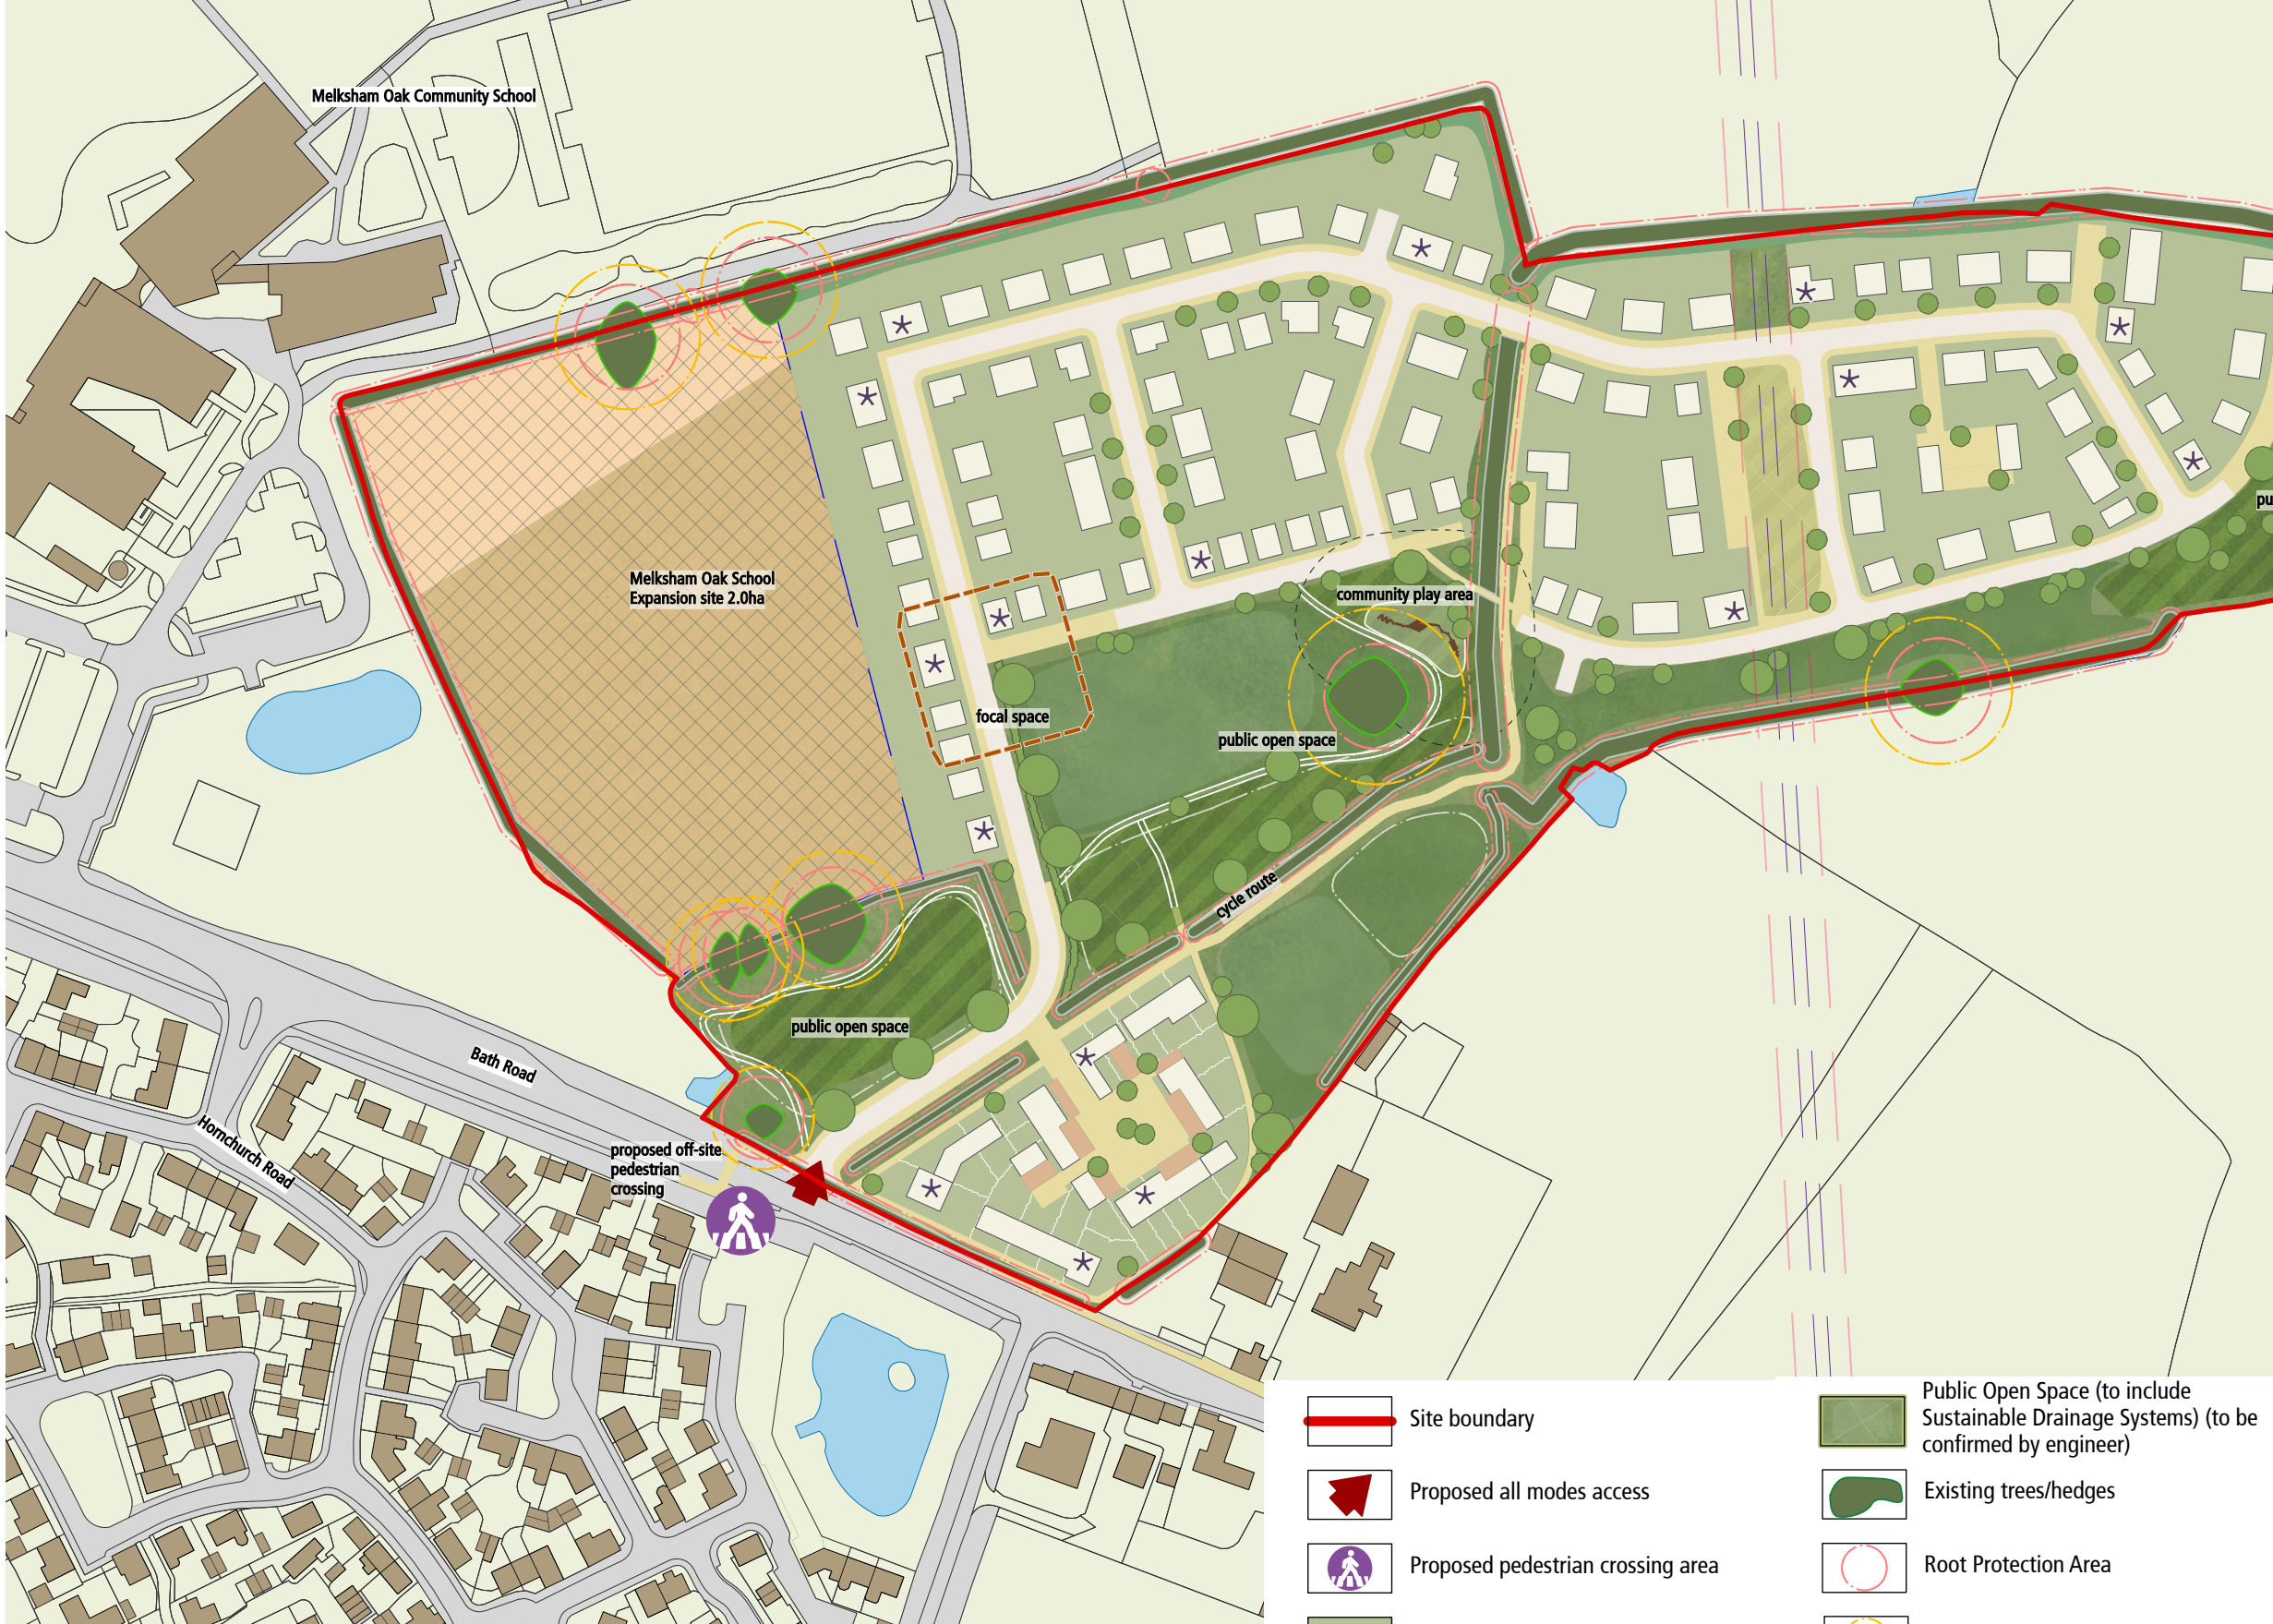 Melksham Oak Community School
Melksham Oak School
Expansion site 2.0ha
community play area
pu
focal space
public open space
cycle route
public open space
Bath Road
Hornchurch Road
proposed off-site
pedestrian
crossing
Site boundary
Proposed all modes access
Proposed pedestrian crossing area
Public Open Space (to include
Sustainable Drainage Systems) (to be
confirmed by engineer)
Existing trees/hedges
Root Protection Area